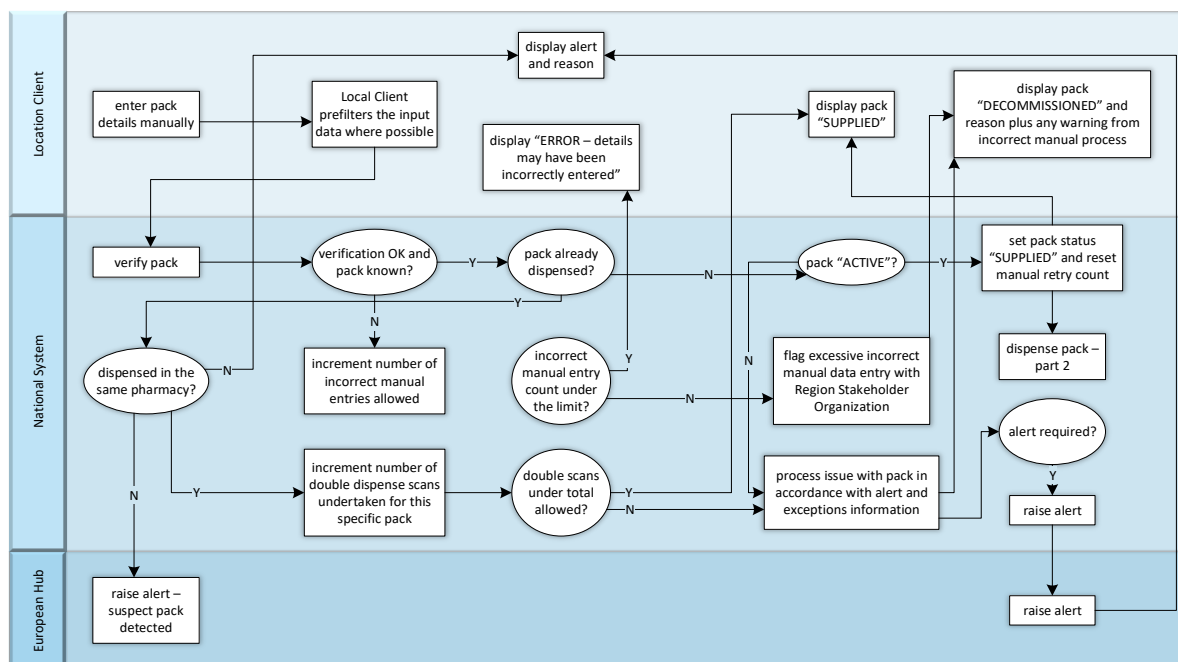 Location Client
display alert
and reason
enter pack
details manually
Local Client
prefilters the input
data where possible
display “ERROR – details
may have been
incorrectly entered”
display pack
“SUPPLIED”
display pack
“DECOMMISSIONED” and
reason plus any warning from
incorrect manual process
National System
verify pack
verification OK and
pack known?
Y
pack already
dispensed?
N
pack “ACTIVE”?
Y
set pack status
“SUPPLIED” and reset
manual retry count
Y
N
N
dispensed in the
same pharmacy?
N
increment number of
incorrect manual
entries allowed
incorrect
manual entry
count under
the limit?
Y
N
flag excessive incorrect
manual data entry with
Region Stakeholder
Organization
dispense pack –
part 2
alert required?
Y
N
Y
increment number of
double dispense scans
undertaken for this
specific pack
double scans
under total
allowed?
Y
N
N
process issue with pack in
accordance with alert and
exceptions information
raise alert
European Hub
raise alert –
suspect pack
detected
raise alert